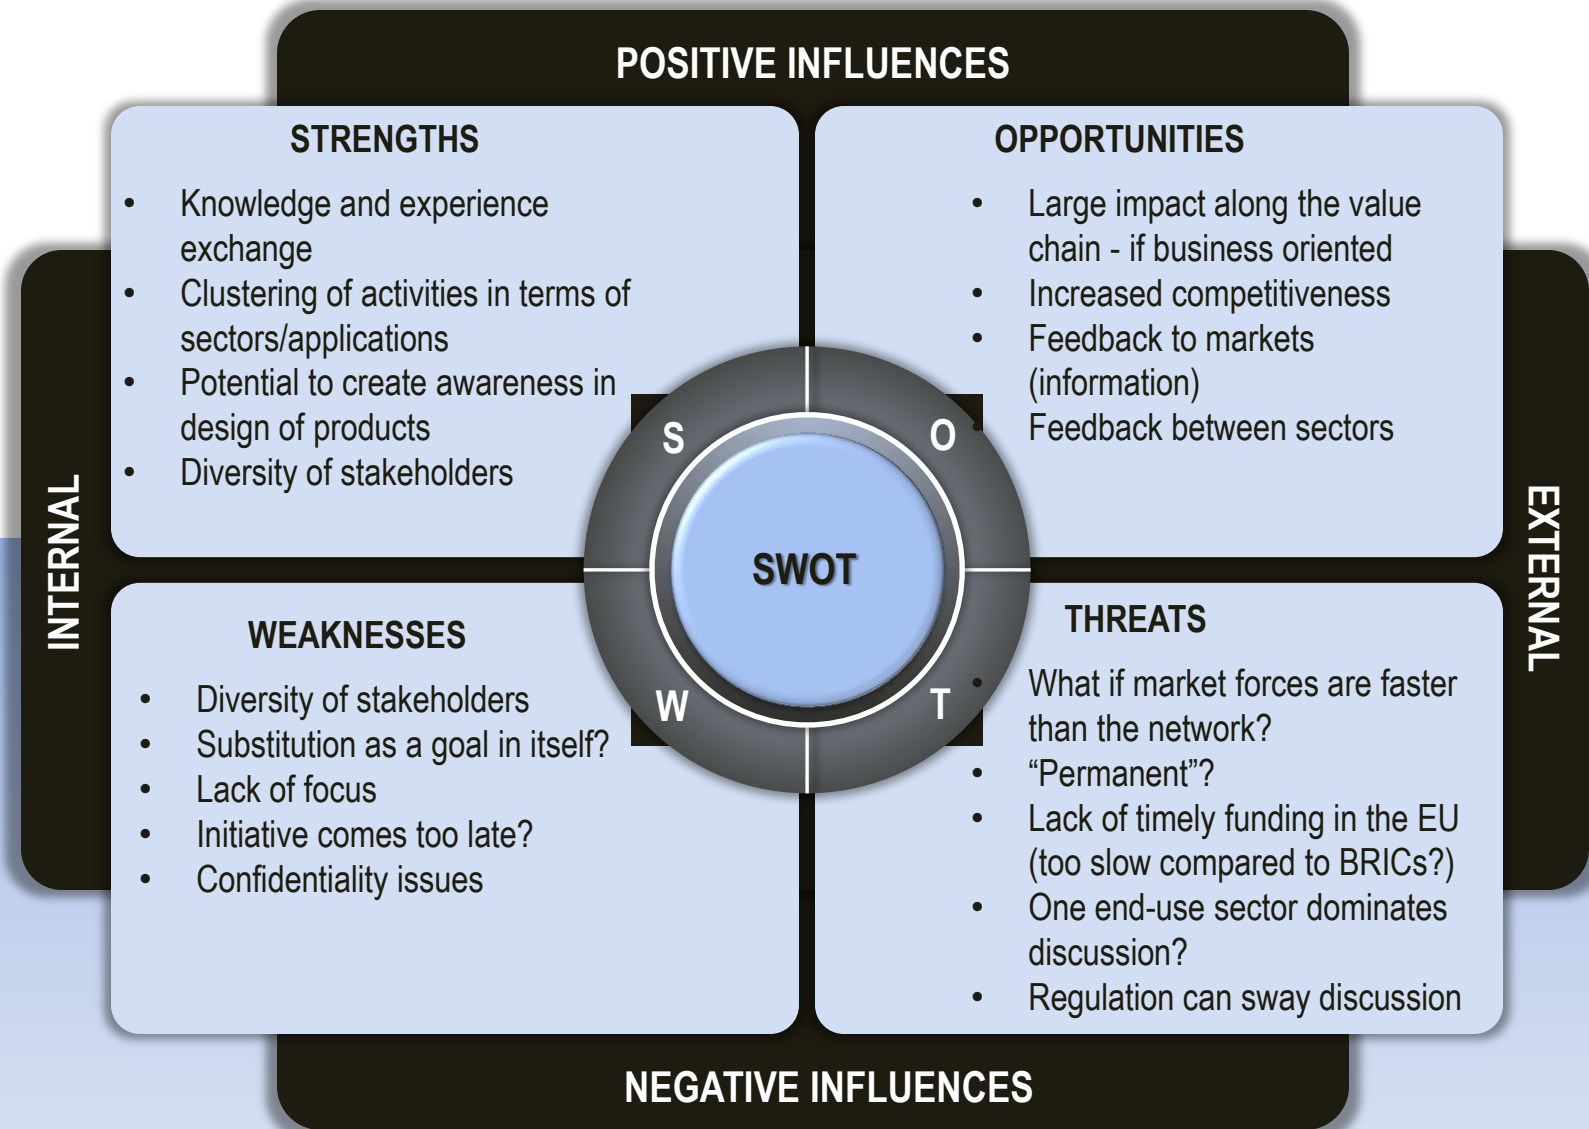 POSITIVE INFLUENCES
STRENGTHS
• Knowledge and experience
exchange
• Clustering of activities in terms of
sectors/applications
• Potential to create awareness in
design of products
• Diversity of stakeholders
OPPORTUNITIES
• Large impact along the value
chain - if business oriented
• Increased competitiveness
• Feedback to markets
(information)
• Feedback between sectors
INTERNAL
S
O
SWOT
W
T
EXTERNAL
WEAKNESSES
• Diversity of stakeholders
• Substitution as a goal in itself?
• Lack of focus
• Initiative comes too late?
• Confidentiality issues
THREATS
• What if market forces are faster
than the network?
• “Permanent”?
• Lack of timely funding in the EU
(too slow compared to BRICs?)
• One end-use sector dominates
discussion?
• Regulation can sway discussion
NEGATIVE INFLUENCES